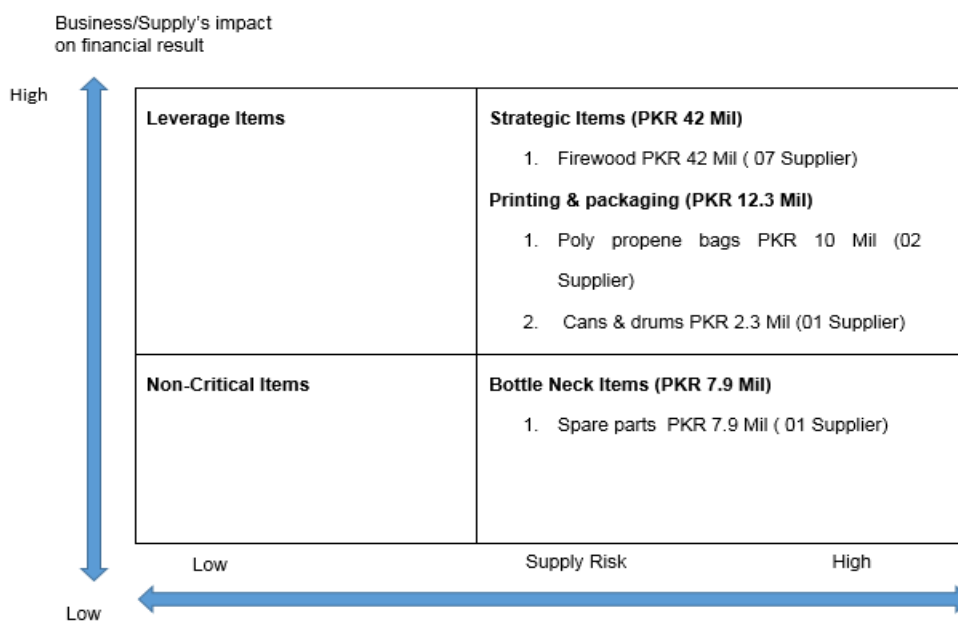 Business/Supply's impact
on financial result
High
Leverage Items
Strategic Items (PKR 42 Mil)
1. Firewood PKR 42 Mil ( 07 Supplier)
Printing & packaging (PKR 12.3 Mil)
1. Poly propene bags PKR 10 Mil (02
Supplier)
2. Cans & drums PKR 2.3 Mil (01 Supplier)
Non-Critical Items
Bottle Neck Items (PKR 7.9 Mil)
1. Spare parts PKR 7.9 Mil ( 01 Supplier)
Low
Supply Risk
High
Low